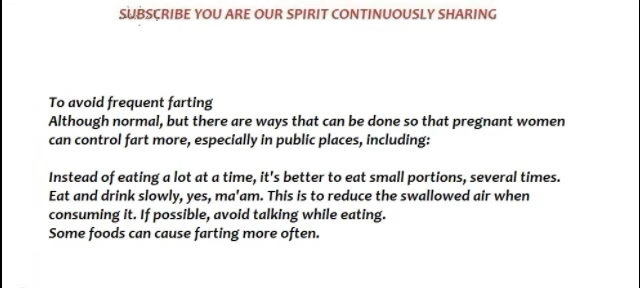 SUBSCRIBE YOU ARE OUR SPIRIT CONTINUOUSLY SHARING
To avoid frequent farting
Although normal, but there are ways that can be done so that pregnant women
can control fart more, especially in public places, including:
Instead of eating a lot at a time, it's better to eat small portions, several times.
Eat and drink slowly, yes, ma'am. This is to reduce the swallowed air when
consuming it. If possible, avoid talking while eating.
Some foods can cause farting more often.